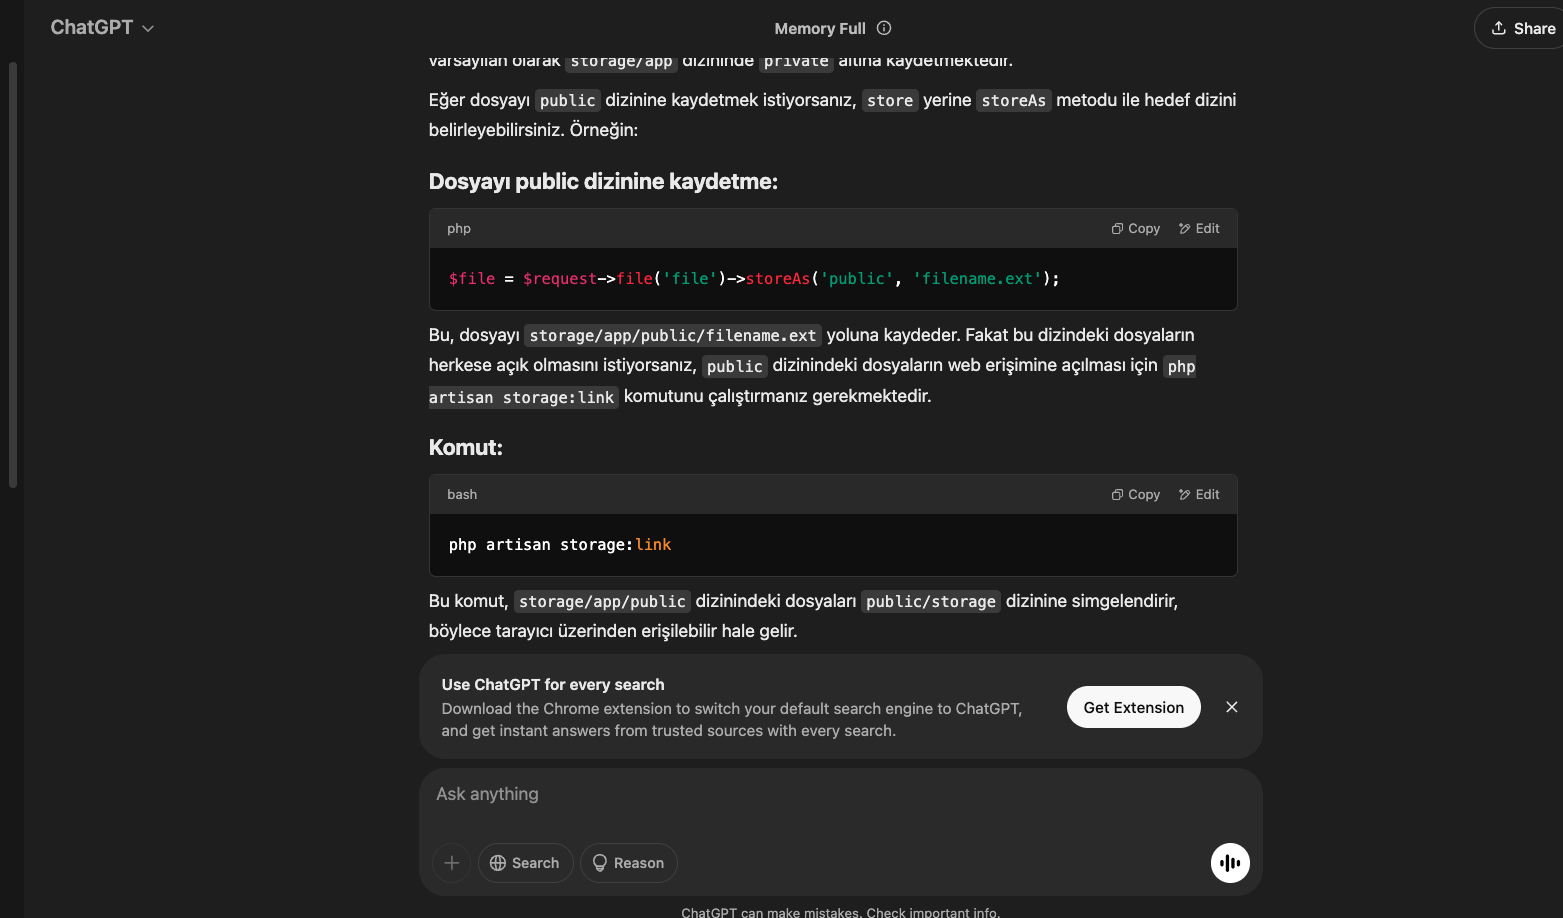 ChatGPT
Memory Full
Share
varsayılan olarak storage/app dizininde private altına kaydetmektedir.
Eğer dosyayı public dizinine kaydetmek istiyorsanız, store yerine storeAs metodu ile hedef dizini
belirleyebilirsiniz. Örneğin:
Dosyayı public dizinine kaydetme:
php
Copy
Edit
$file = $request->file('file')->storeAs('public', 'filename.ext');
Bu, dosyayı storage/app/public/filename.ext yoluna kaydeder. Fakat bu dizindeki dosyaların
herkese açık olmasını istiyorsanız, public dizinindeki dosyaların web erişimine açılması için php
artisan storage:link komutunu çalıştırmanız gerekmektedir.
Komut:
bash
Copy
Edit
php artisan storage:link
Bu komut, storage/app/public dizinindeki dosyaları public/storage dizinine simgelendirir,
böylece tarayıcı üzerinden erişilebilir hale gelir.
Use ChatGPT for every search
Download the Chrome extension to switch your default search engine to ChatGPT,
and get instant answers from trusted sources with every search.
Get Extension
Ask anything
Search
Reason
ChatGPT can make mistakes. Check important info.